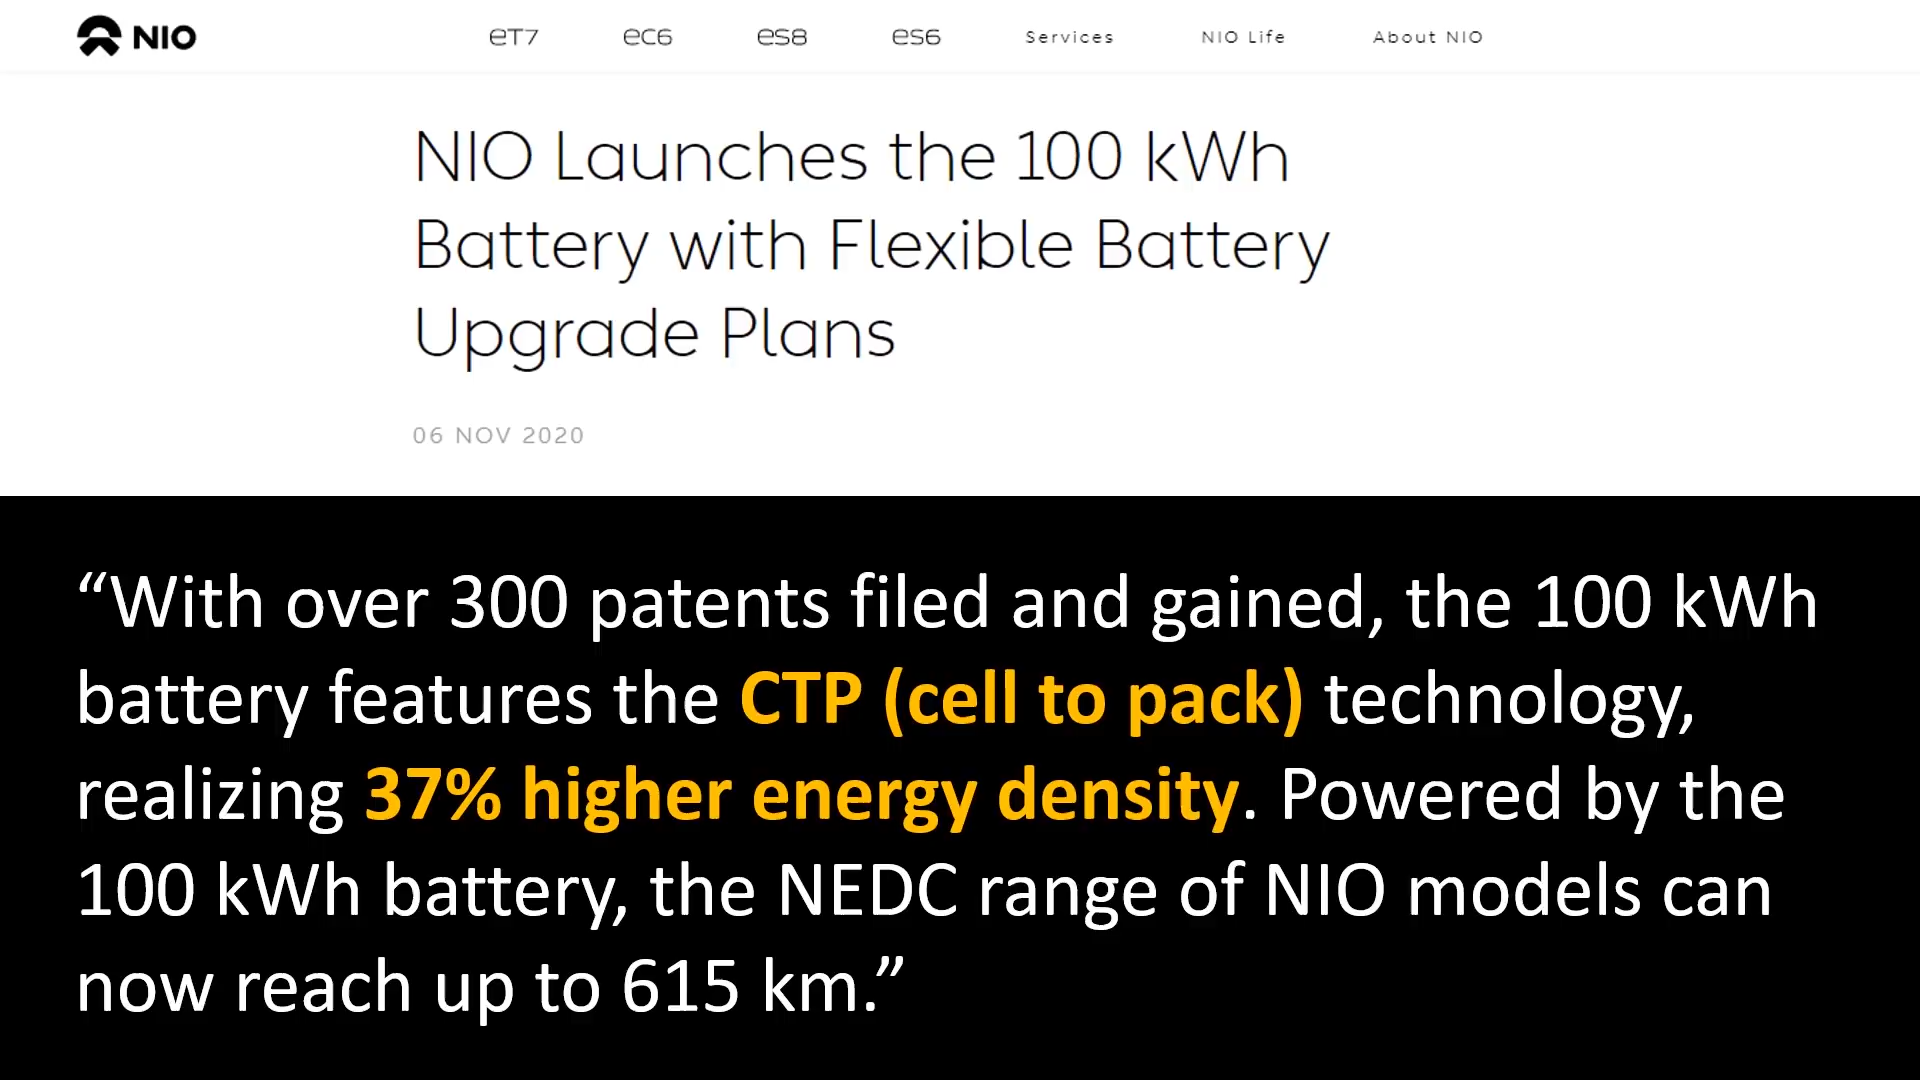 NIO eT7 eC6 eS8 eS6 Services NIO Life About NIO
NIO Launches the 100 kWh
Battery with Flexible Battery
Upgrade Plans
06 NOV 2020
“With over 300 patents filed and gained, the 100 kWh
battery features the CTP (cell to pack) technology,
realizing 37% higher energy density. Powered by the
100 kWh battery, the NEDC range of NIO models can
now reach up to 615 km.”